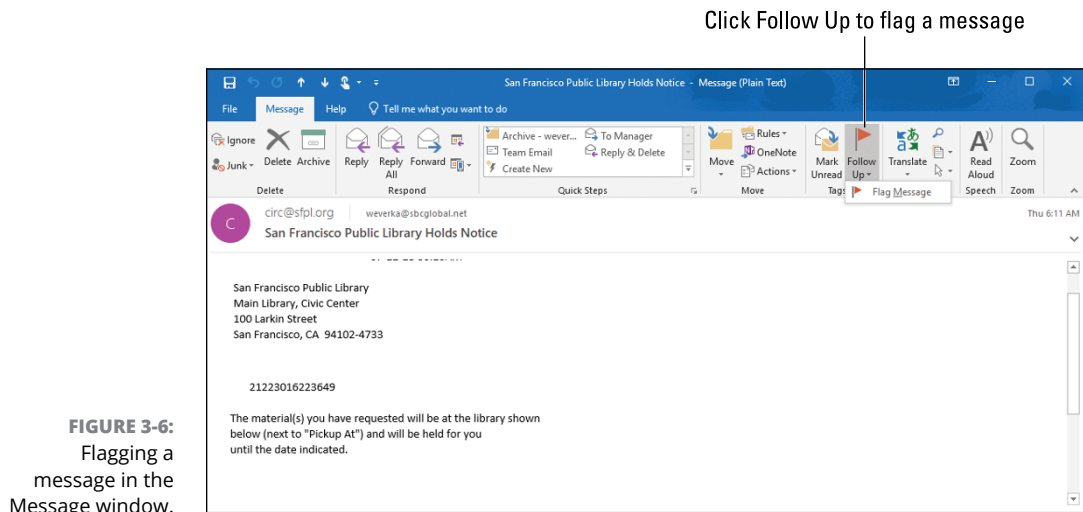 Click Follow Up to flag a message
San Francisco Public Library Holds Notice - Message (Plain Text)
File Message Help Tell me what you want to do
Ignore
Junk
Delete Archive
Reply Reply All Forward
Archive - wever... To Manager
Team Email Reply & Delete
Create New
Move
Rules
OneNote
Actions
Mark Unread
Follow Up
Translate
Read Aloud
Zoom
Delete Respond Quick Steps Move Tags Speech Zoom
Flag Message
C
circ@sfpl.org weverka@sbcglobal.net
Thu 6:11 AM
San Francisco Public Library Holds Notice
San Francisco Public Library
Main Library, Civic Center
100 Larkin Street
San Francisco, CA 94102-4733
21223016223649
The material(s) you have requested will be at the library shown
below (next to "Pickup At") and will be held for you
until the date indicated.
FIGURE 3-6:
Flagging a
message in the
Message window.